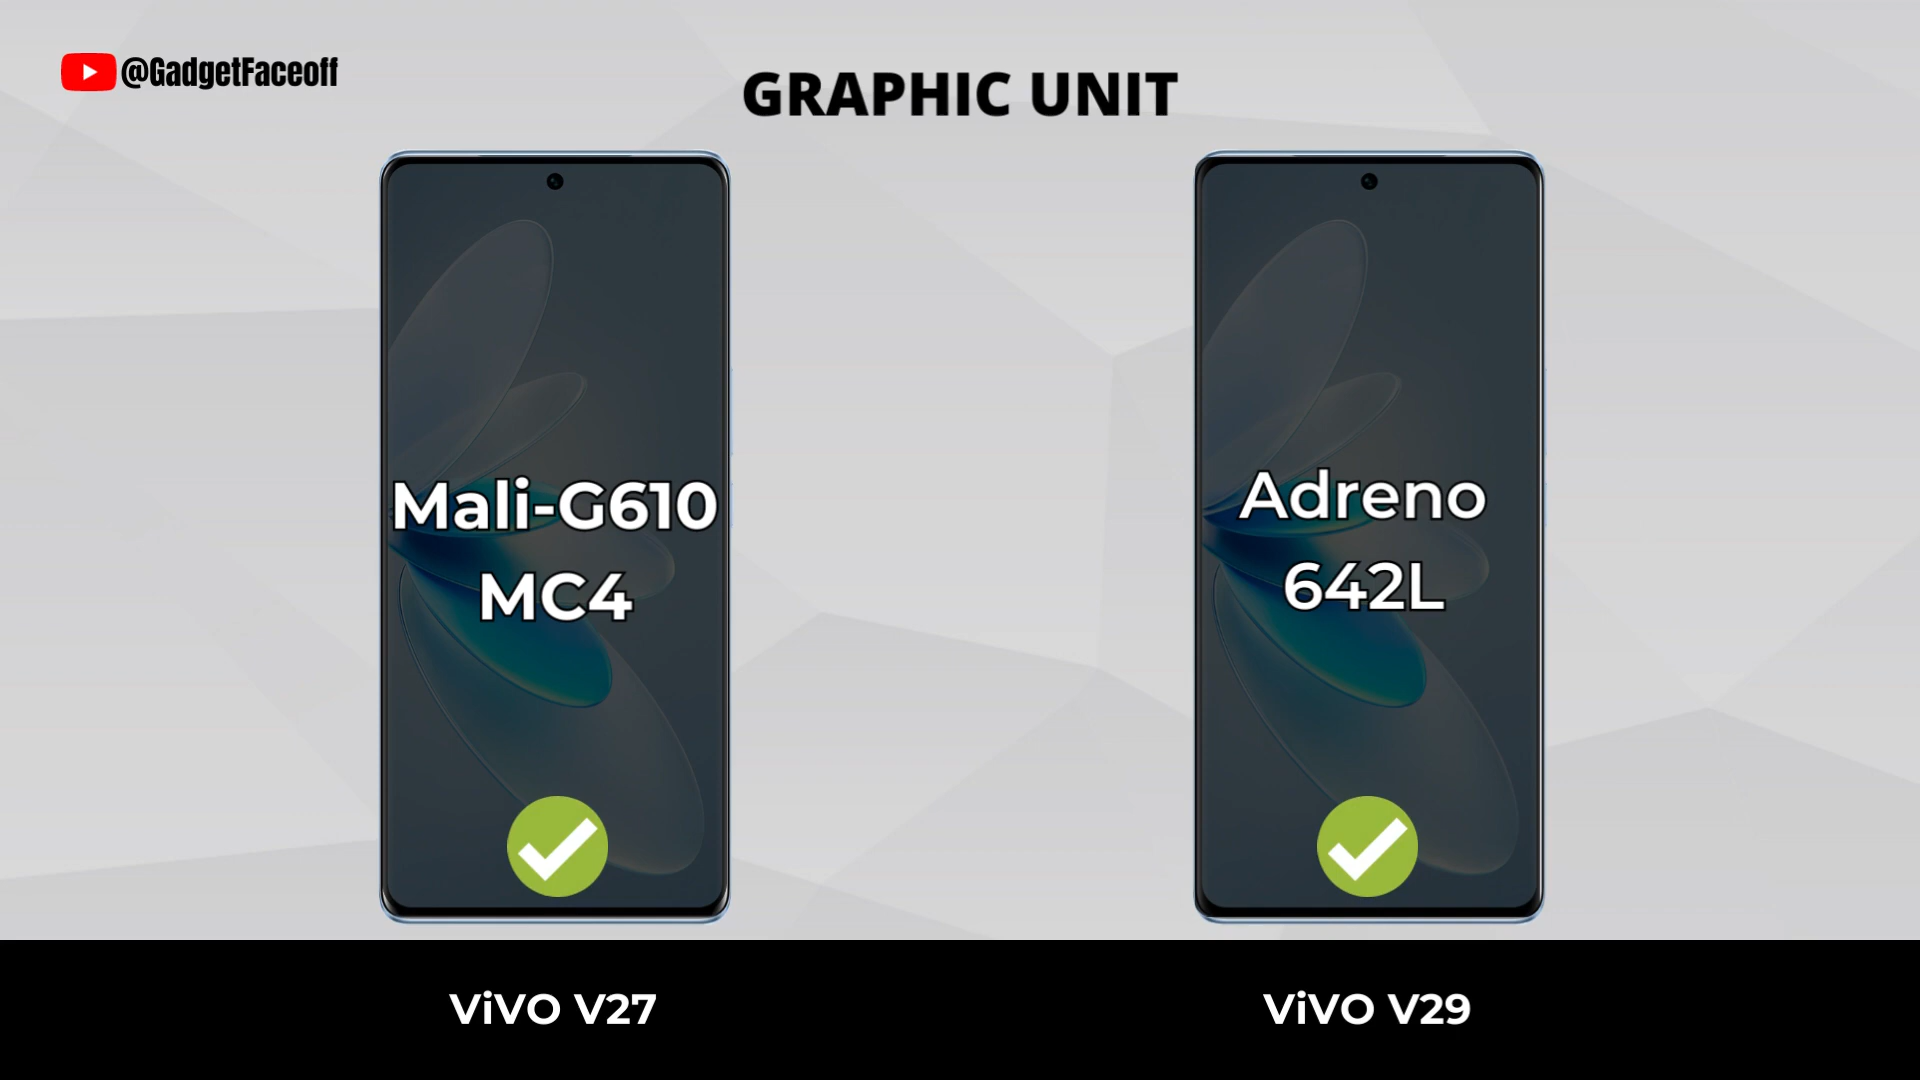 @GadgetFaceoff
GRAPHIC UNIT
Mali-G610
MC4
Adreno
642L
ViVO V27
ViVO V29